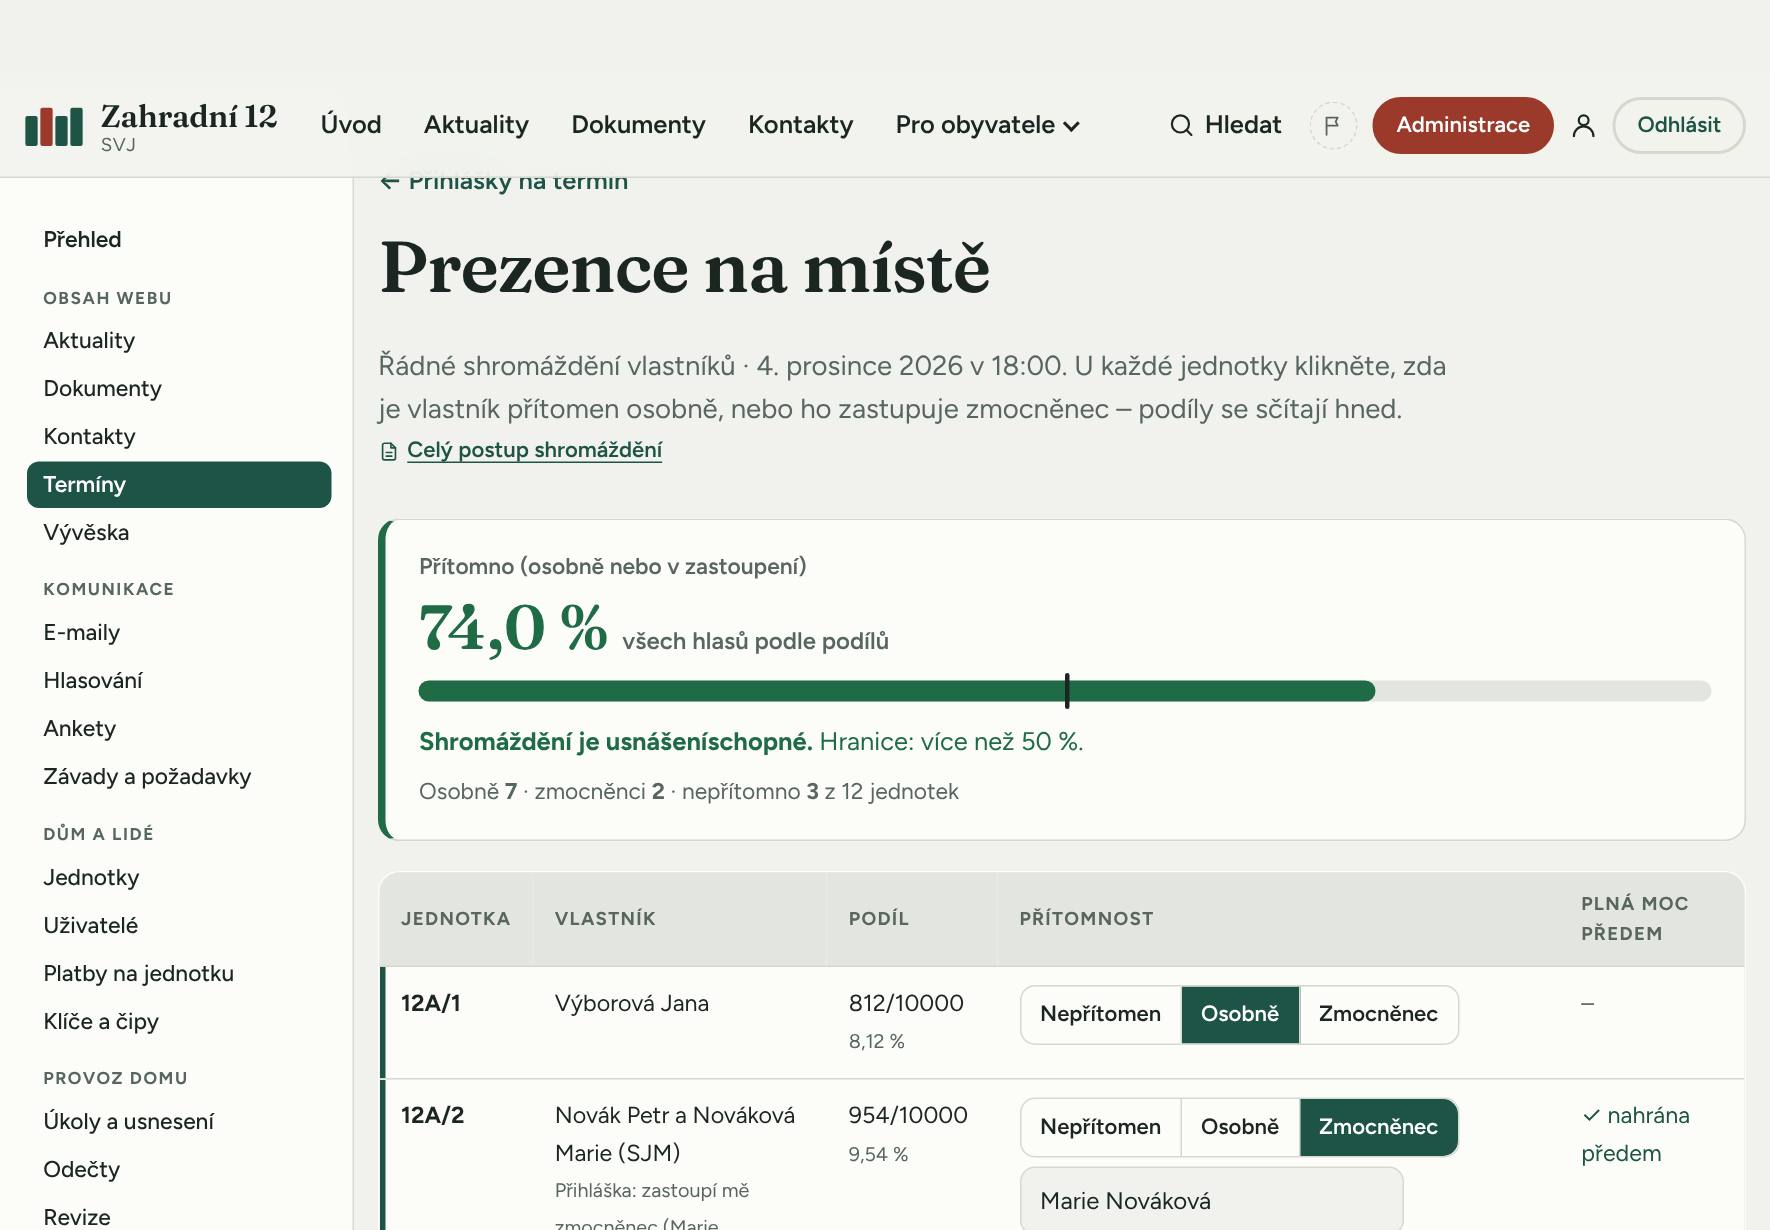 Zahradní 12
SVJ
Úvod
Aktuality
Dokumenty
Kontakty
Pro obyvatele
Hledat
Administrace
Odhlásit
Přehled
OBSAH WEBU
Aktuality
Dokumenty
Kontakty
Termíny
Vývěska
KOMUNIKACE
E-maily
Hlasování
Ankety
Závady a požadavky
DŮM A LIDÉ
Jednotky
Uživatelé
Platby na jednotku
Klíče a čipy
PROVOZ DOMU
Úkoly a usnesení
Odečty
Revize
← Přihlášky na termín
Prezence na místě
Řádné shromáždění vlastníků · 4. prosince 2026 v 18:00. U každé jednotky klikněte, zda
je vlastník přítomen osobně, nebo ho zastupuje zmocněnec – podíly se sčítají hned.
Celý postup shromáždění
Přítomno (osobně nebo v zastoupení)
74,0 % všech hlasů podle podílů
Shromáždění je usnášeníschopné. Hranice: více než 50 %.
Osobně 7 · zmocněnci 2 · nepřítomno 3 z 12 jednotek
JEDNOTKA
VLASTNÍK
PODÍL
PŘÍTOMNOST
PLNÁ MOC
PŘEDEM
12A/1
Výborová Jana
812/10000
8,12 %
Nepřítomen
Osobně
Zmocněnec
–
12A/2
Novák Petr a Nováková
Marie (SJM)
Přihláška: zastoupí mě
zmocněnec (Marie
954/10000
9,54 %
Nepřítomen
Osobně
Zmocněnec
Marie Nováková
✓ nahrána
předem